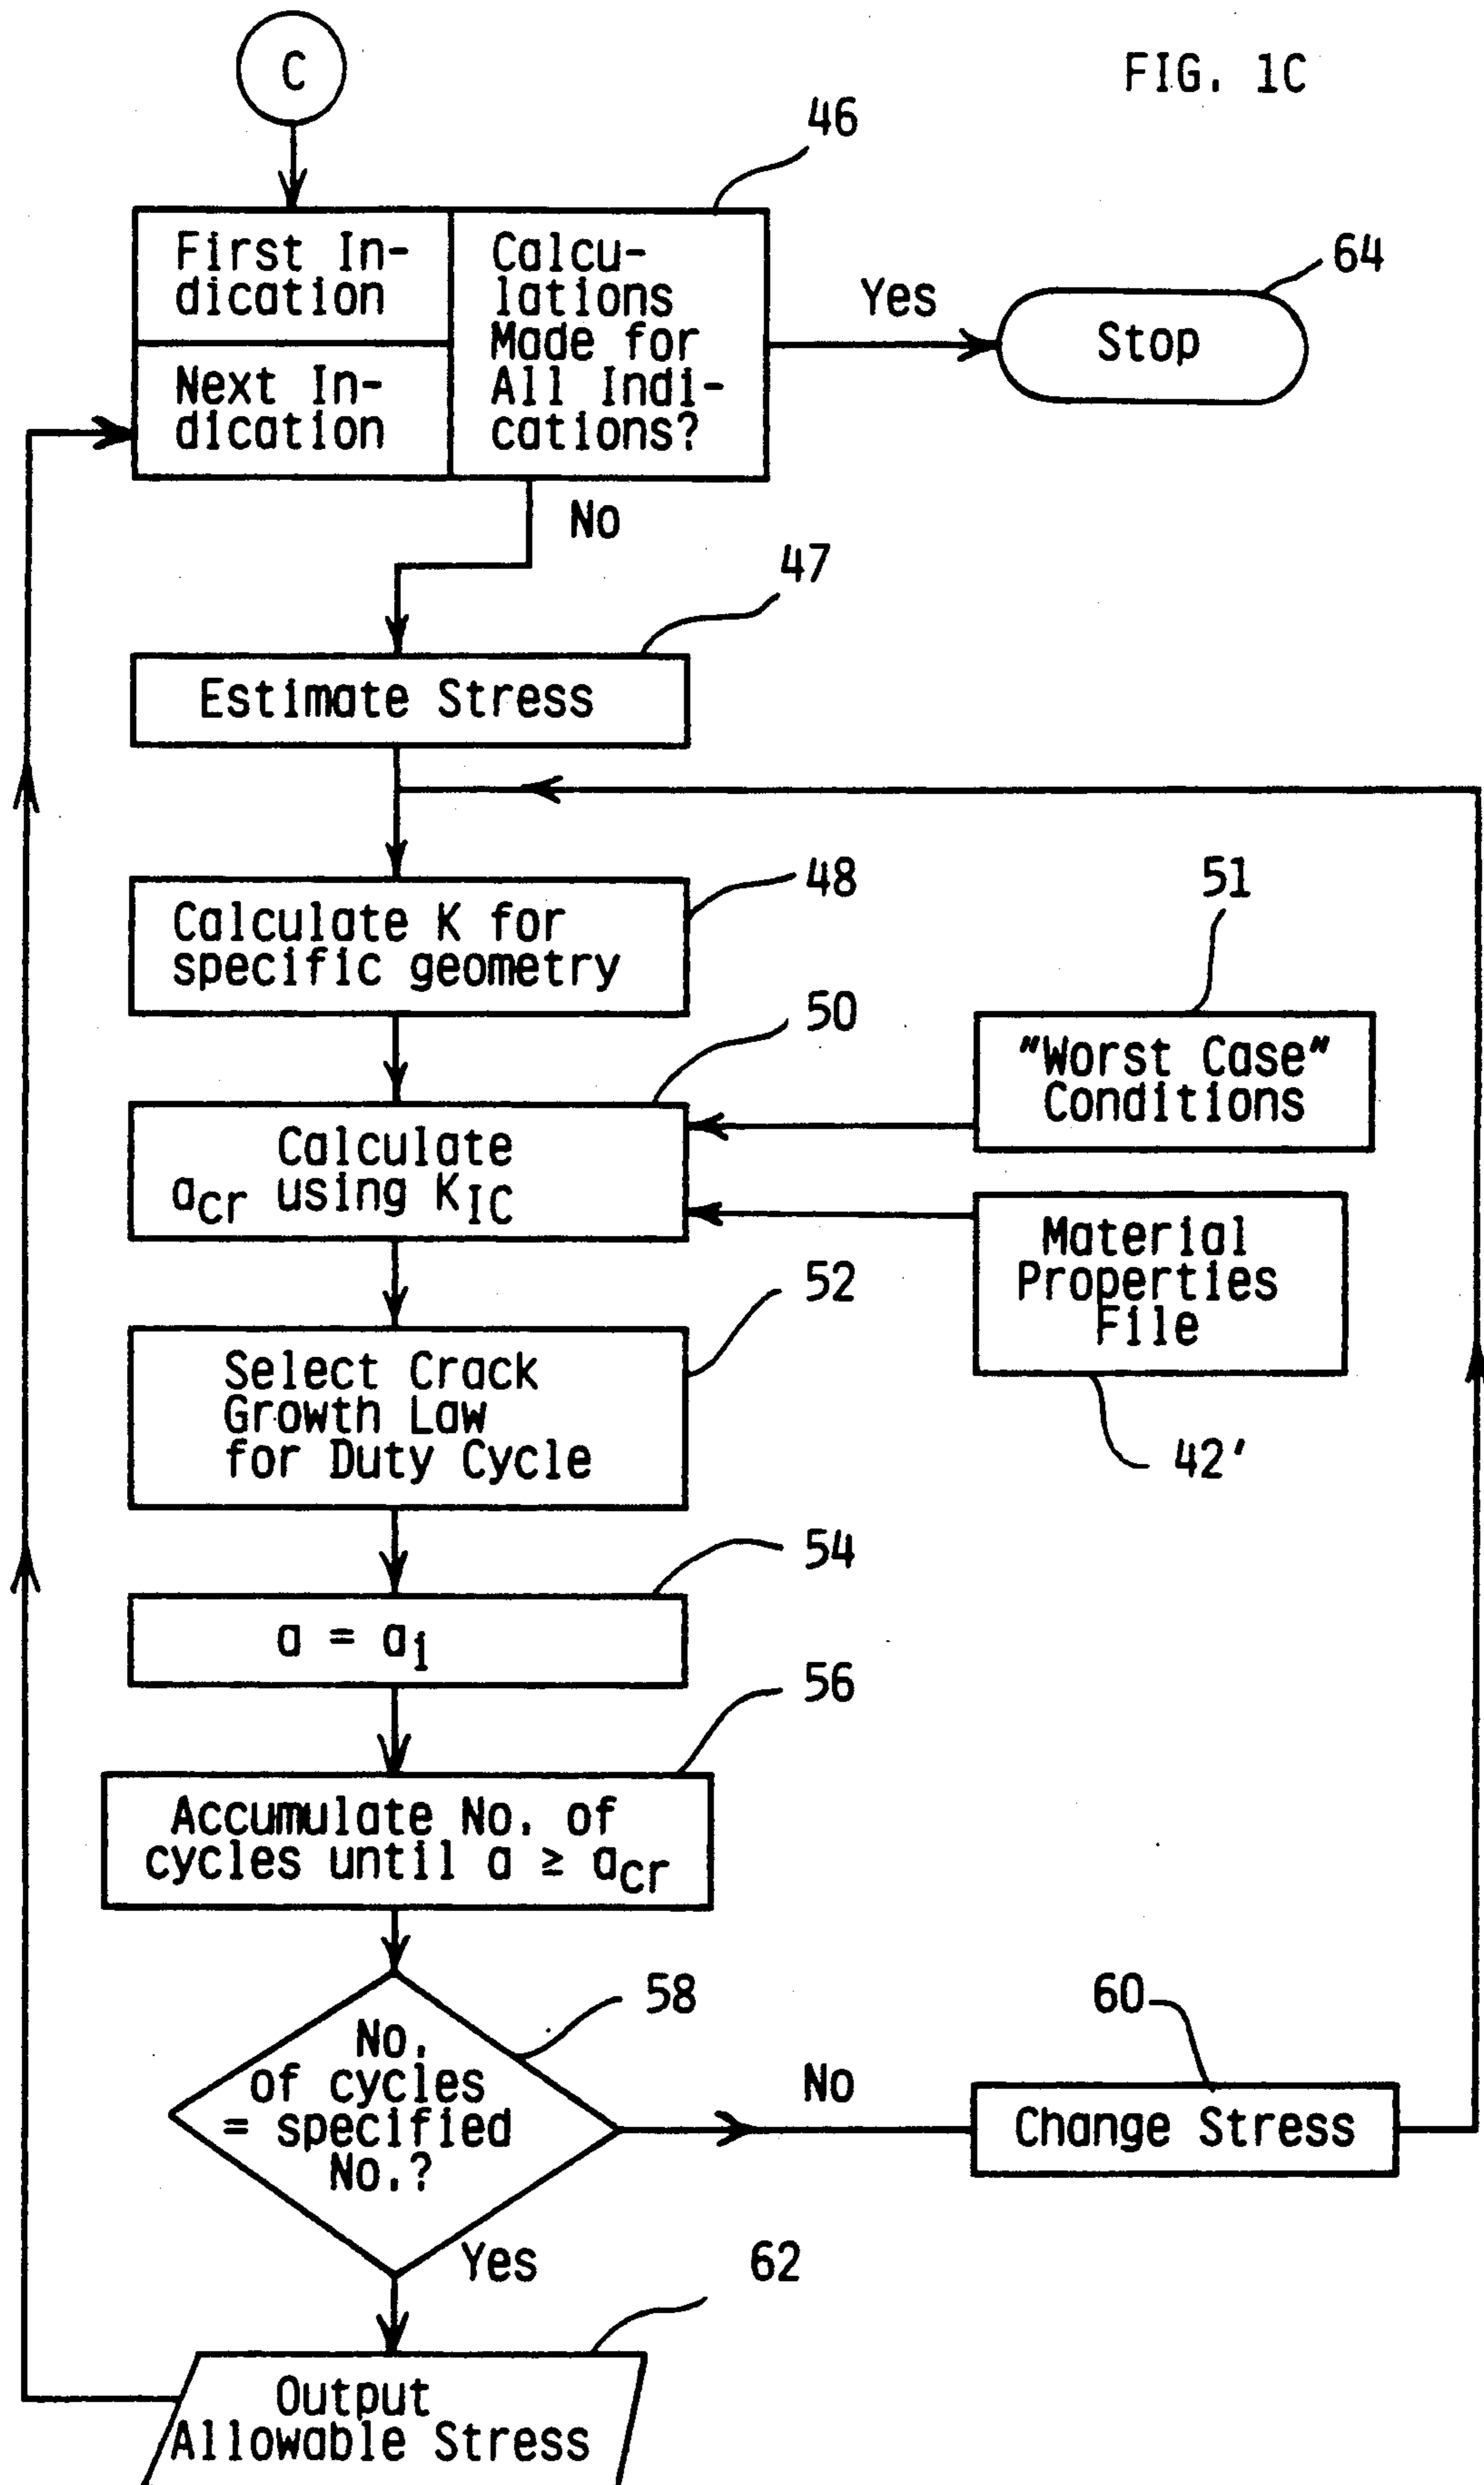 C
FIG. 1C
46
First In-
dication
Next In-
dication
Calcu-
lations
Made for
All Indi-
cations?
Yes
64
Stop
No
47
Estimate Stress
48
Calculate K for
specific geometry
51
50
"Worst Case"
Conditions
Calculate
acr using KIC
Material
Properties
File
42'
52
Select Crack
Growth Law
for Duty Cycle
54
a = ai
56
Accumulate No. of
cycles until a ≥ acr
58
No.
of cycles
= specified
No.?
No
60
Change Stress
Yes
62
Output
Allowable Stress